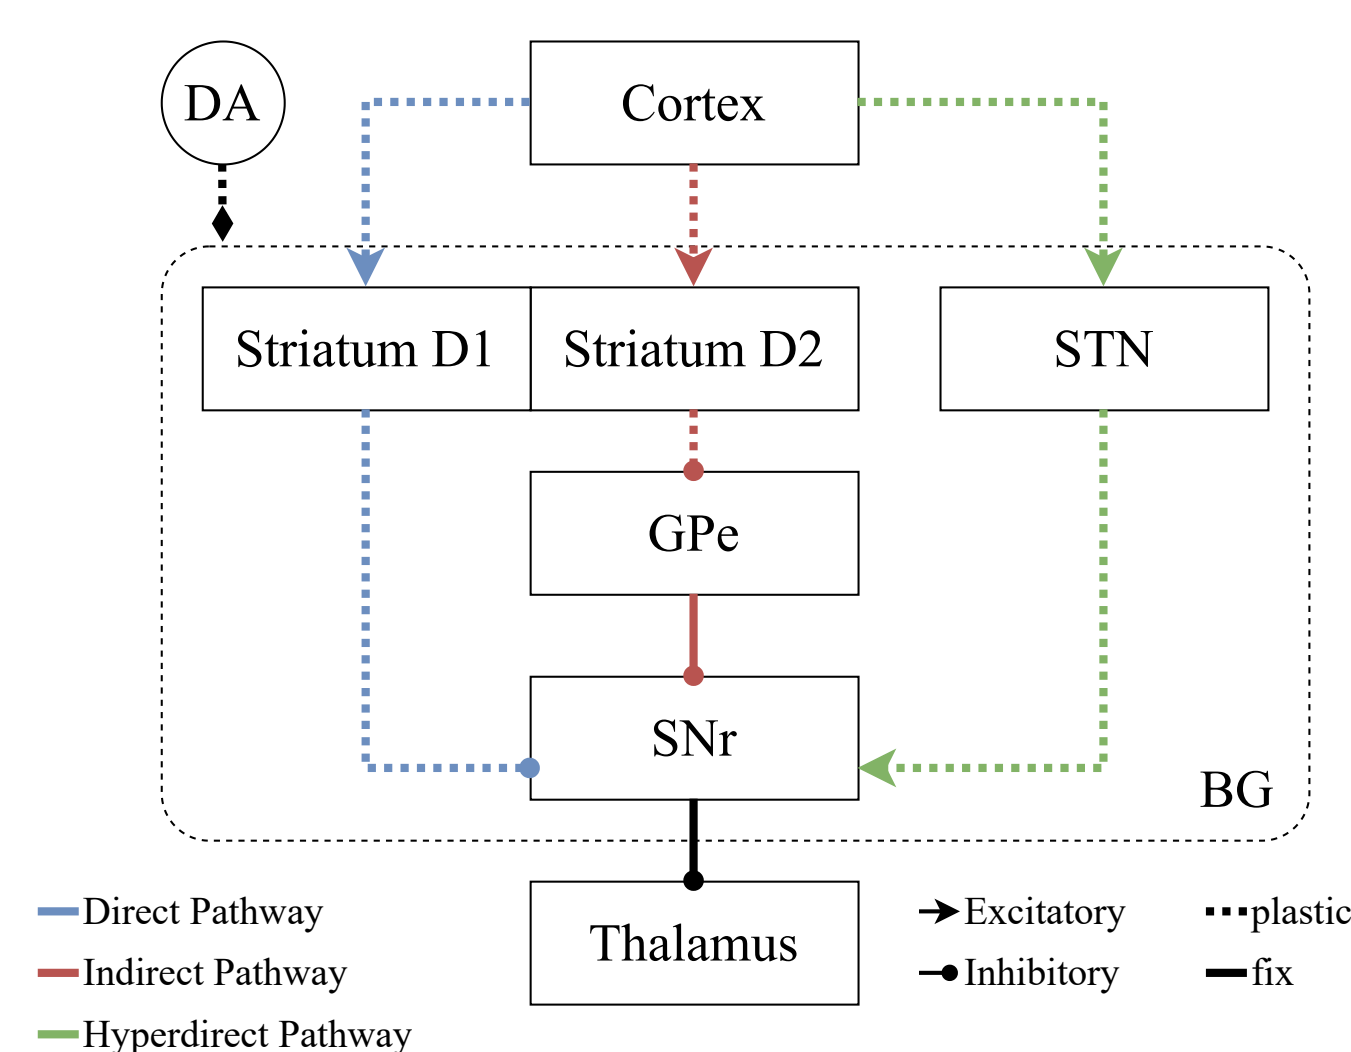 DA
Cortex
Striatum D1
Striatum D2
STN
GPe
SNr
BG
Thalamus
Direct Pathway
Indirect Pathway
Hyperdirect Pathway
Excitatory
Inhibitory
plastic
fix